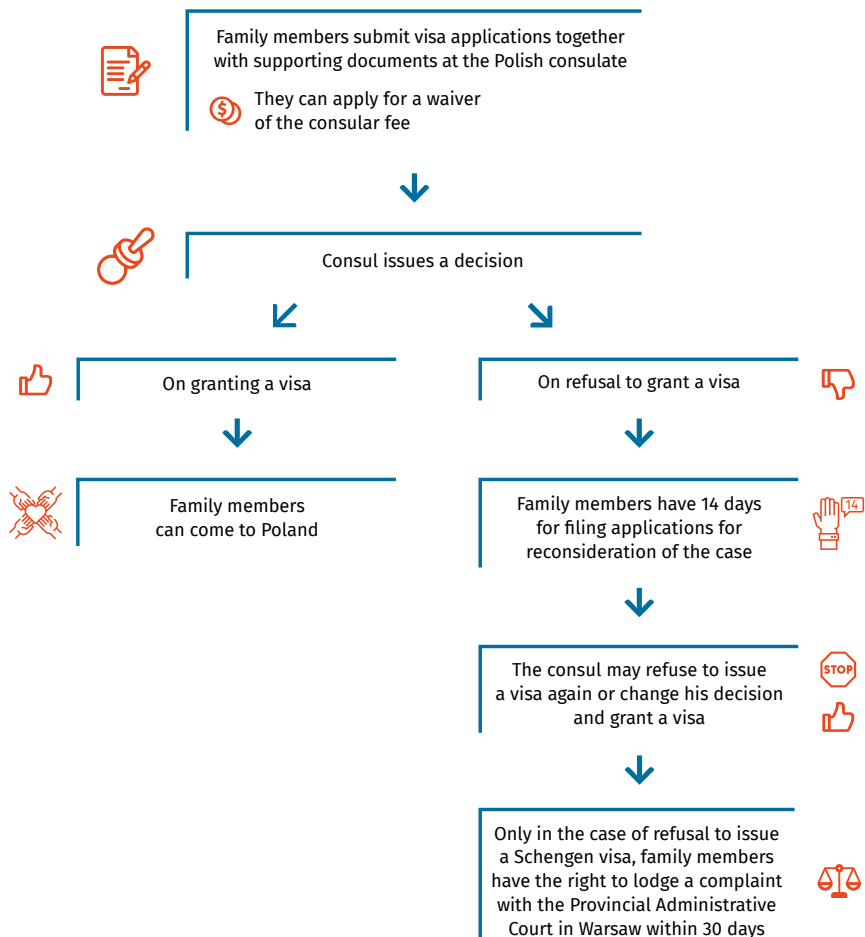 Family members submit visa applications together
with supporting documents at the Polish consulate
$
They can apply for a waiver
of the consular fee
Consul issues a decision
On granting a visa
On refusal to grant a visa
Family members
can come to Poland
Family members have 14 days
for filing applications for
reconsideration of the case
14
The consul may refuse to issue
a visa again or change his decision
and grant a visa
STOP
Only in the case of refusal to issue
a Schengen visa, family members
have the right to lodge a complaint
with the Provincial Administrative
Court in Warsaw within 30 days